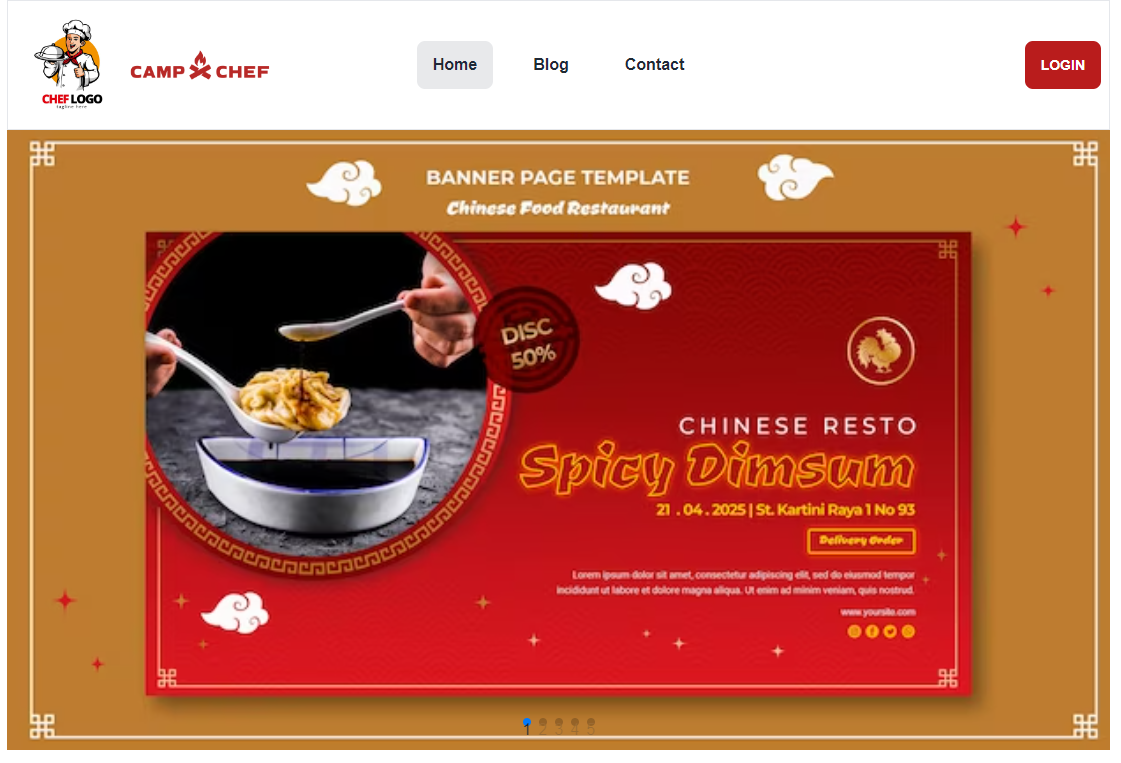 CHEF LOGO
tagline here
CAMP CHEF
Home
Blog
Contact
LOGIN
BANNER PAGE TEMPLATE
Chinese Food Restaurant
DISC
50%
CHINESE RESTO
Spicy Dimsum
21 . 04 . 2025 | St. Kartini Raya 1 No 93
Delivery Order
Lorem ipsum dolor sit amet, consectetur adipiscing elit, sed do eiusmod tempor
incididunt ut labore et dolore magna aliqua. Ut enim ad minim veniam, quis nostrud.
www.yoursite.com
1 2 3 4 5